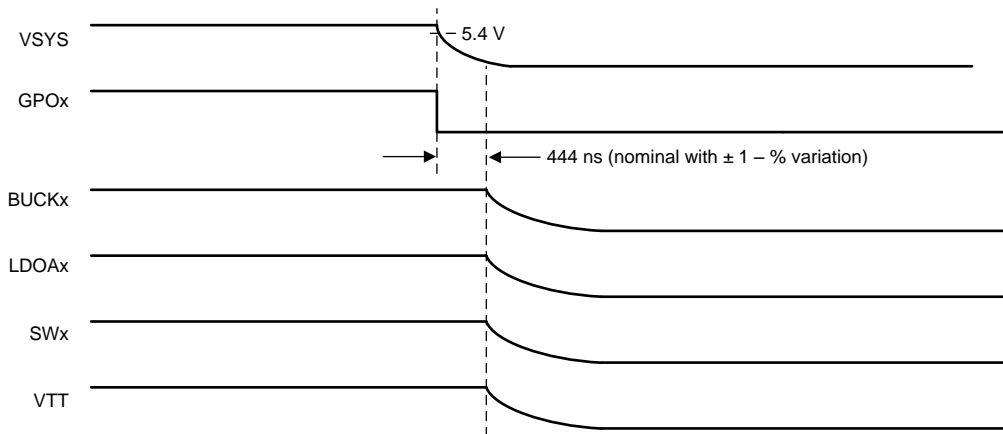 VSYS
5.4 V
GPOx
444 ns (nominal with ± 1 – % variation)
BUCKx
LDOAx
SWx
VTT